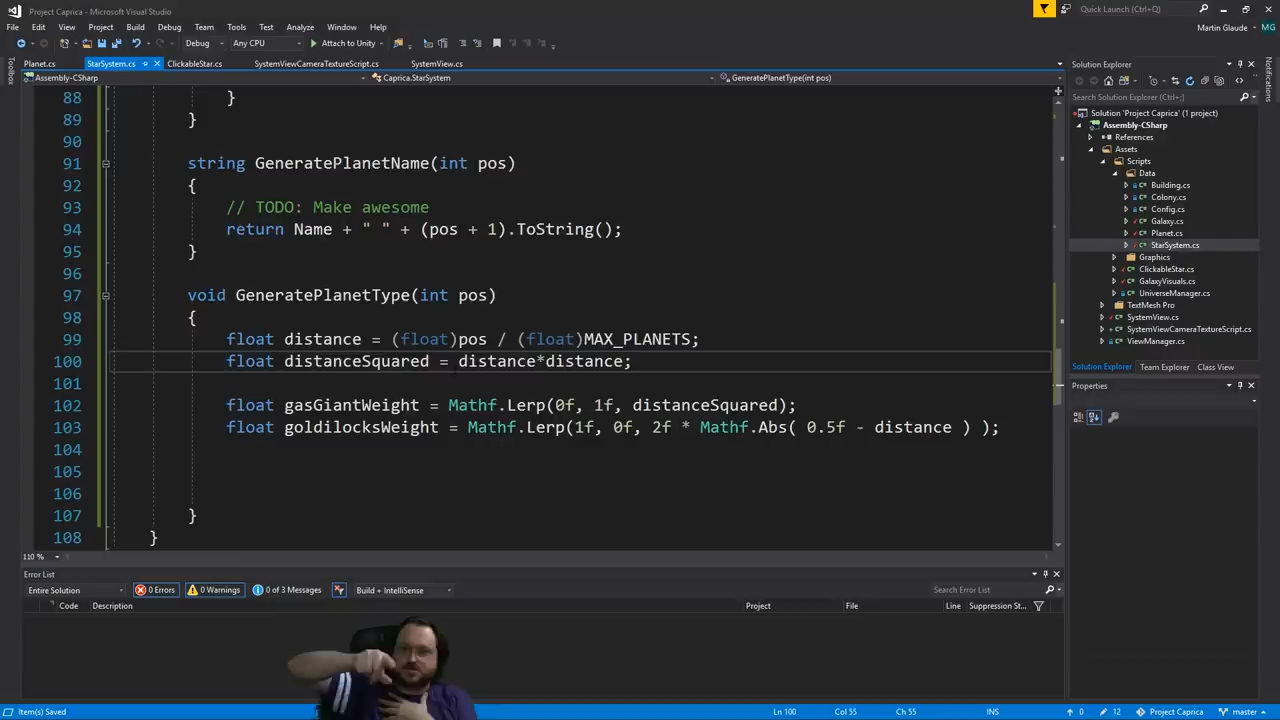 Project Caprica - Microsoft Visual Studio
Quick Launch (Ctrl+Q)
File Edit View Project Build Debug Team Tools Test Analyze Window Help
Martin Glaude MG
Debug Any CPU Attach to Unity
Toolbox
Planet.cs StarSystem.cs ClickableStar.cs SystemViewCameraTextureScript.cs SystemView.cs
Assembly-CSharp Caprica.StarSystem GeneratePlanetType(int pos)
88 }
89 }
90
91 string GeneratePlanetName(int pos)
92 {
93 // TODO: Make awesome
94 return Name + " " + (pos + 1).ToString();
95 }
96
97 void GeneratePlanetType(int pos)
98 {
99 float distance = (float)pos / (float)MAX_PLANETS;
100 float distanceSquared = distance*distance;
101
102 float gasGiantWeight = Mathf.Lerp(0f, 1f, distanceSquared);
103 float goldilocksWeight = Mathf.Lerp(1f, 0f, 2f * Mathf.Abs( 0.5f - distance ) );
104
105
106
107 }
108 }
110 %
Error List
Entire Solution 0 Errors 0 Warnings 0 of 3 Messages Build + IntelliSense
Search Error List
Code Description Project File Line Suppression St...
Solution Explorer
Search Solution Explorer (Ctrl+;)
Solution 'Project Caprica' (1 project)
Assembly-CSharp
References
Assets
Scripts
Data
Building.cs
Colony.cs
Config.cs
Galaxy.cs
Planet.cs
StarSystem.cs
Graphics
ClickableStar.cs
GalaxyVisuals.cs
UniverseManager.cs
TextMesh Pro
SystemView.cs
SystemViewCameraTextureScript.cs
ViewManager.cs
Solution Explorer Team Explorer Class View
Properties
Notifications
Item(s) Saved Ln 100 Col 55 Ch 55 INS 0 12 Project Caprica master